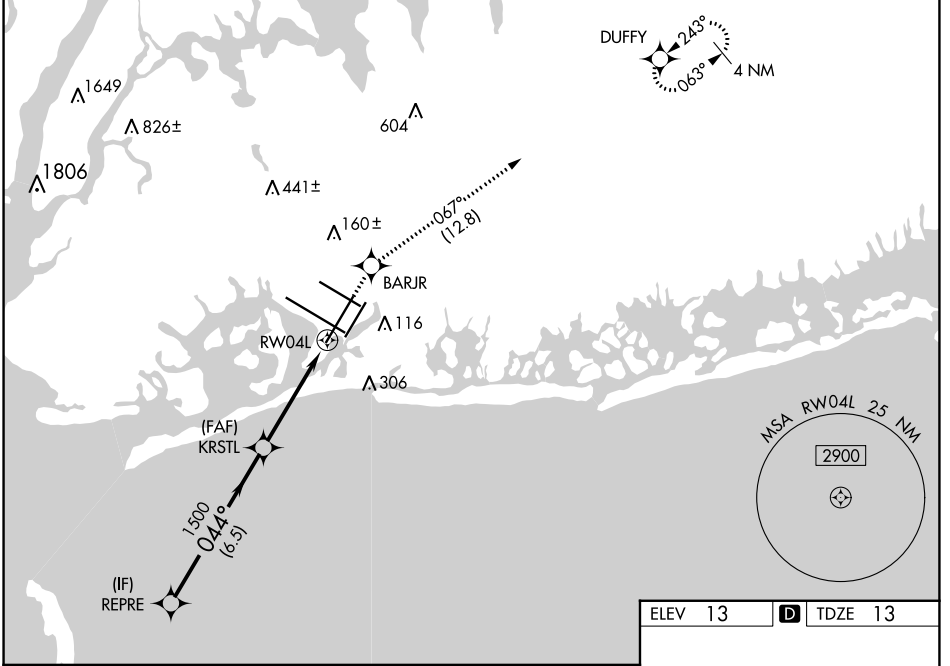 DUFFY
243°
063°
4 NM
1649
826±
604
1806
441±
160±
067°
(12.8)
BARJR
RW04L
116
306
(FAF)
KRSTL
1500
044°
(6.5)
(IF)
REPRE
MSA RW04L 25 NM
2900
ELEV 13 D TDZE 13